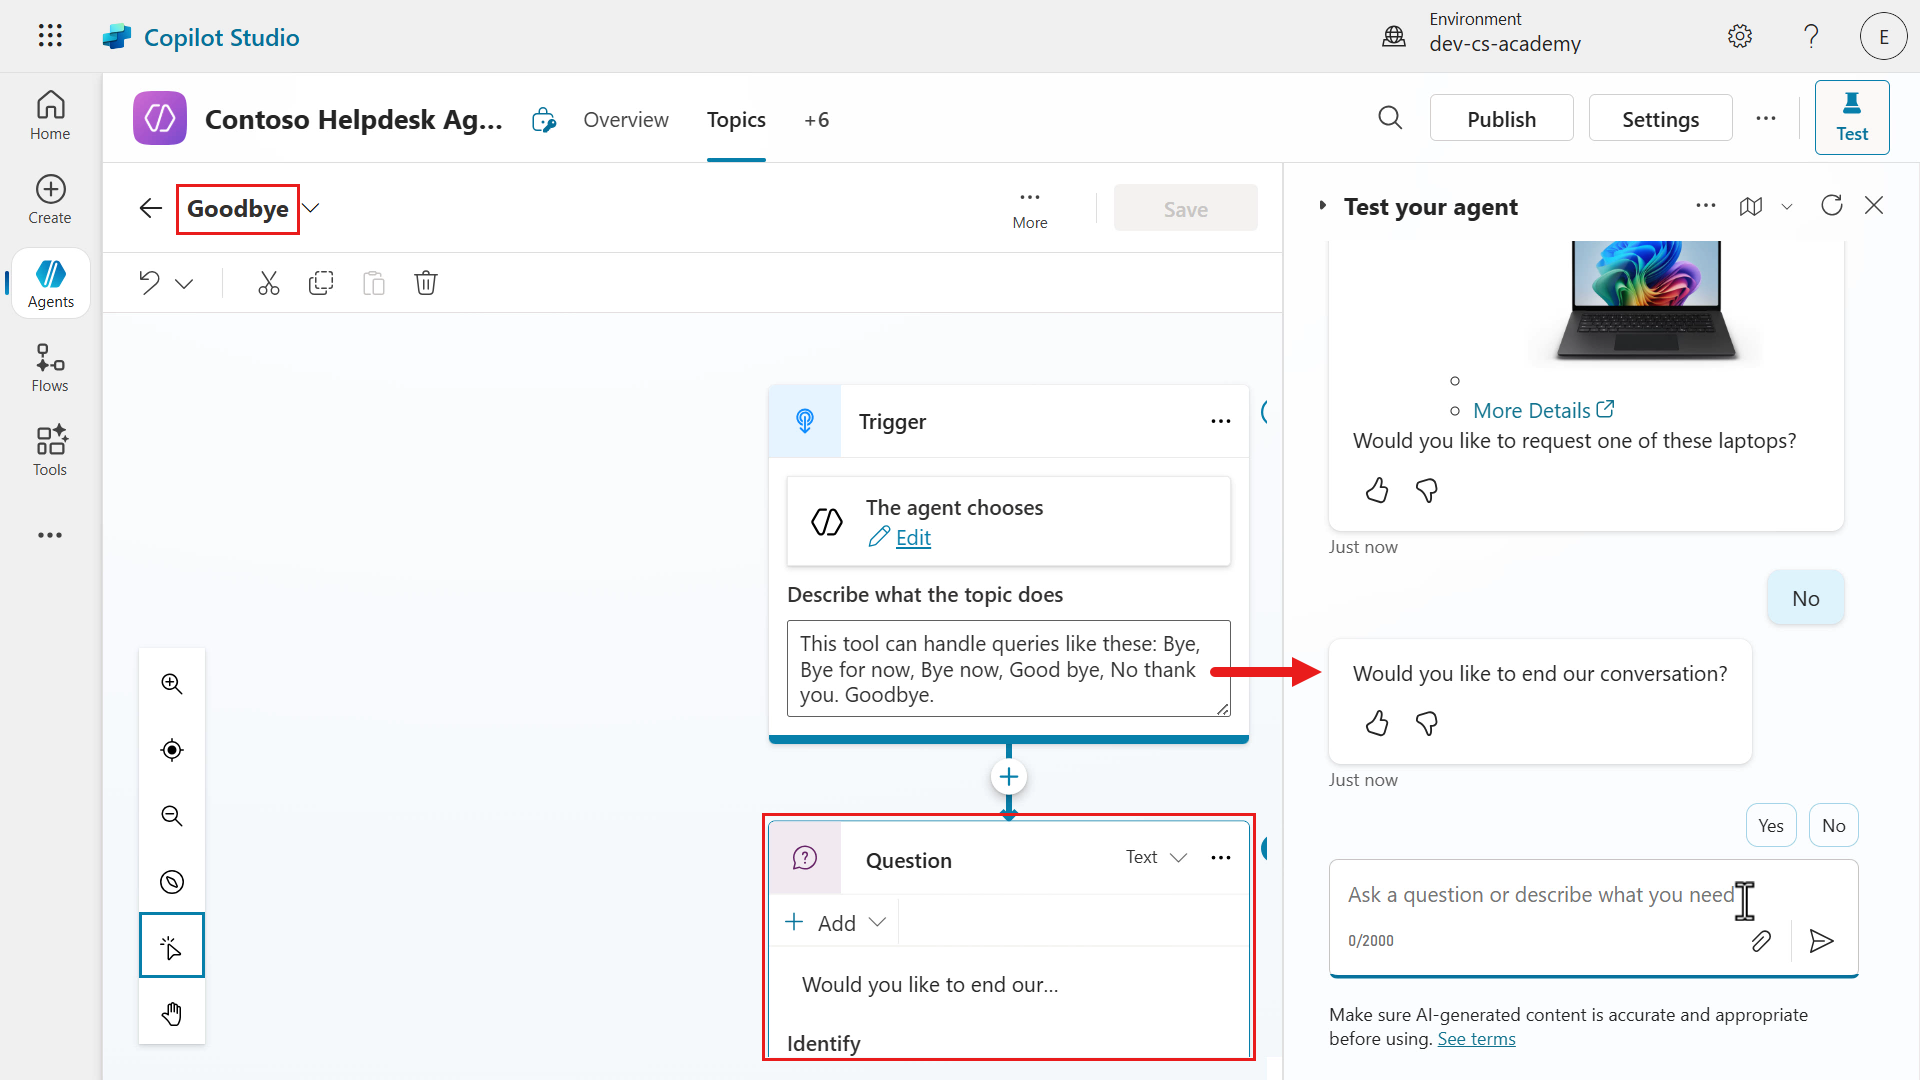 Copilot Studio
Environment
dev-cs-academy
E
Home
Create
Agents
Flows
Tools
Contoso Helpdesk Ag...
Overview
Topics
+6
Publish
Settings
Test
Goodbye
More
Save
Trigger
The agent chooses
Edit
Describe what the topic does
This tool can handle queries like these: Bye,
Bye for now, Bye now, Good bye, No thank
you. Goodbye.
Question
Text
Add
Would you like to end our...
Identify
Test your agent
More Details
Would you like to request one of these laptops?
Just now
No
Would you like to end our conversation?
Just now
Yes
No
Ask a question or describe what you need
0/2000
Make sure AI-generated content is accurate and appropriate
before using. See terms